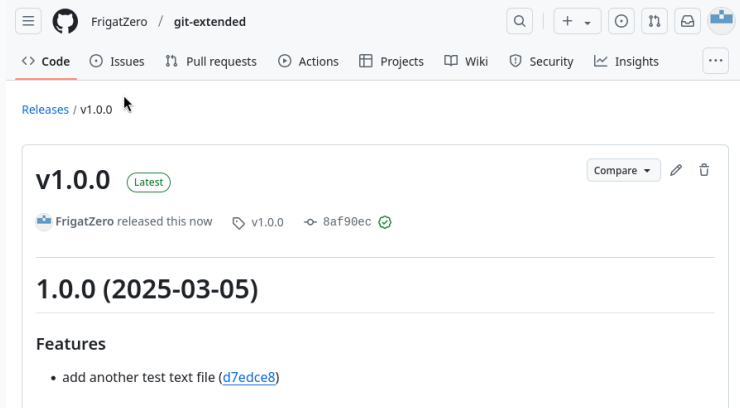 FrigatZero / git-extended
Code Issues Pull requests Actions Projects Wiki Security Insights
Releases / v1.0.0
v1.0.0 Latest Compare
FrigatZero released this now v1.0.0 8af90ec
1.0.0 (2025-03-05)
Features
• add another test text file (d7edce8)